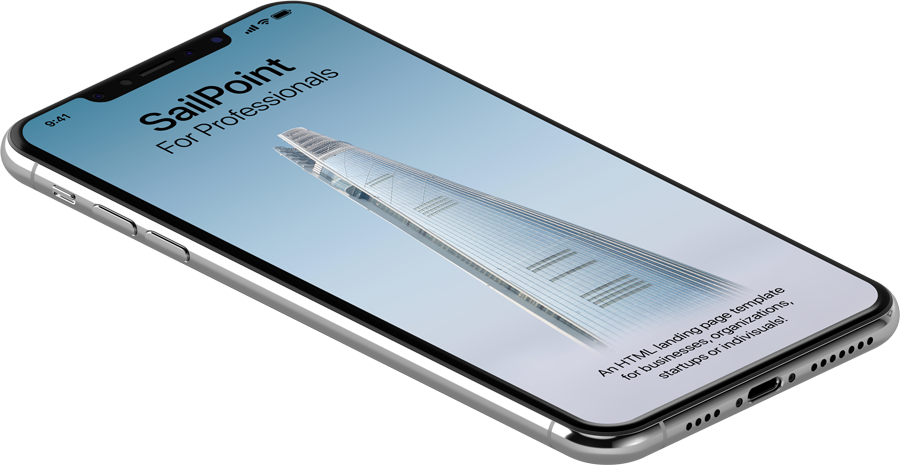 9:41
SailPoint
For Professionals
An HTML landing page template
for businesses, organizations,
startups or indivisuals!